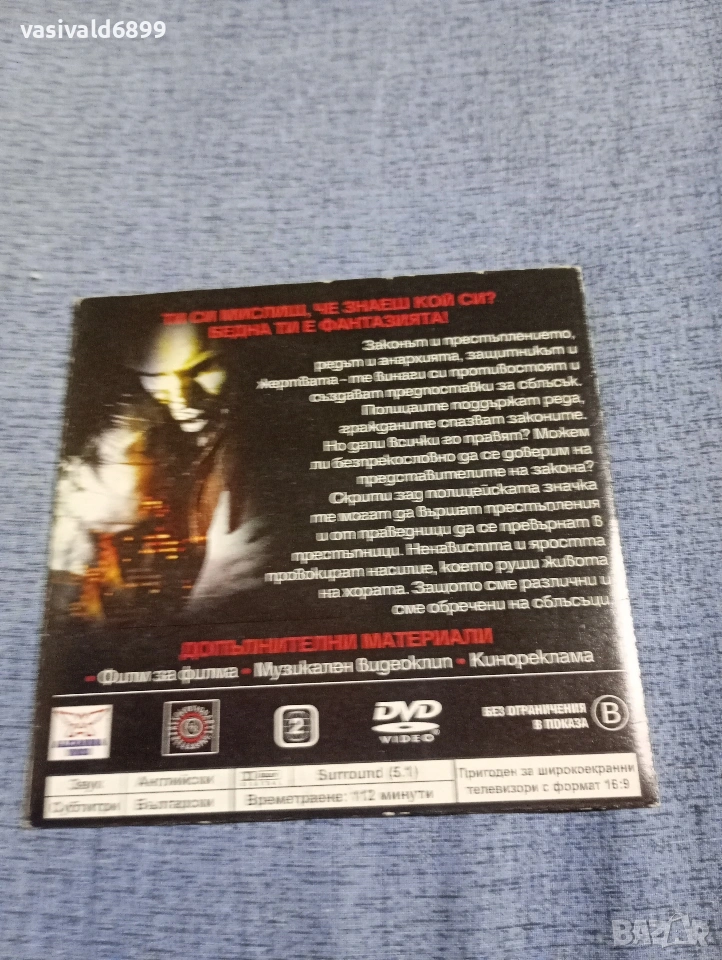 vasivald6899
ТИ СИ МИСЛИШ, ЧЕ ЗНАЕШ КОЙ СИ?
БЕДНА ТИ Е ФАНТАЗИЯТА!
Законът и престъплението,
редът и анархията, защитникът и
жертвата - те винаги си противостоят и
създават предпоставки за сблъсък.
Полицаите поддържат реда,
гражданите спазват законите.
Но дали всички го правят? Можем
ли безпрекословно да се доверим на
представителите на закона?
Скрити зад полицейската значка
те могат да вършат престъпления
и от праведници да се превърнат в
престъпници. Ненавистта и яростта
провокират насилие, което руши живота
на хората. Защото сме различни и
сме обречени на сблъсъци
ДОПЪЛНИТЕЛНИ МАТЕРИАЛИ
- Филм за филма - Музикален видеоклип - Кинореклама
2
DVD
VIDEO
БЕЗ ОГРАНИЧЕНИЯ
В ПОКАЗА
B
Звук Английски Surround (5.1)
Субтитри Български Времетраене: 112 минути
Пригоден за широкоекранни
телевизори с формат 16:9
BAZAR